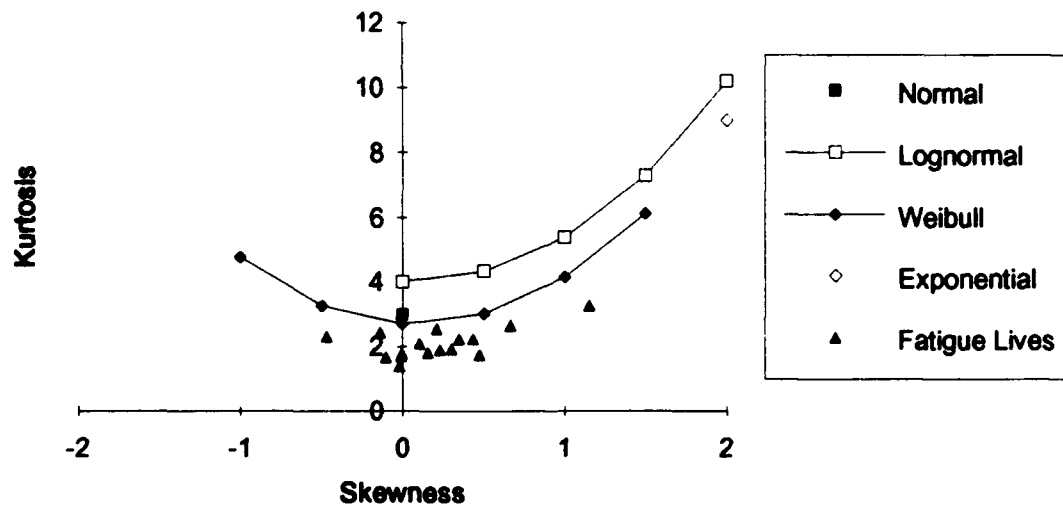 12
10
8
6
4
2
0
-2 -1 0 1 2
Kurtosis
Skewness
Normal
Lognormal
Weibull
Exponential
Fatigue Lives